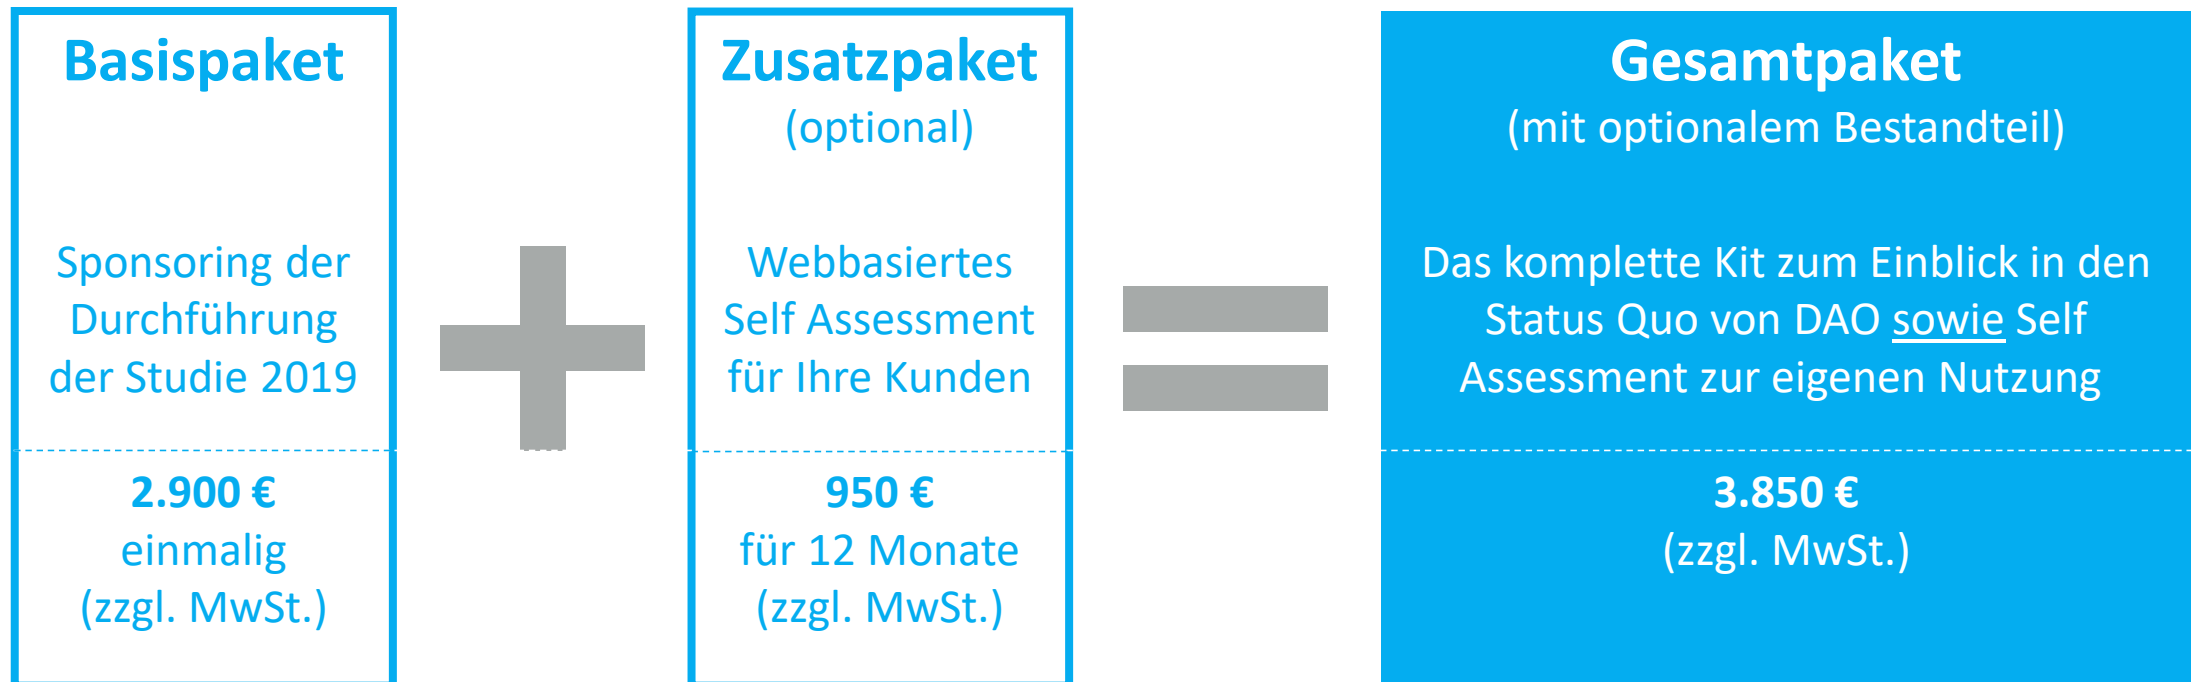 Basispaket
Sponsoring der
Durchführung
der Studie 2019
2.900 €
einmalig
(zzgl. MwSt.)
Zusatzpaket
(optional)
Webbasiertes
Self Assessment
für Ihre Kunden
950 €
für 12 Monate
(zzgl. MwSt.)
Gesamtpaket
(mit optionalem Bestandteil)
Das komplette Kit zum Einblick in den
Status Quo von DAO sowie Self
Assessment zur eigenen Nutzung
3.850 €
(zzgl. MwSt.)